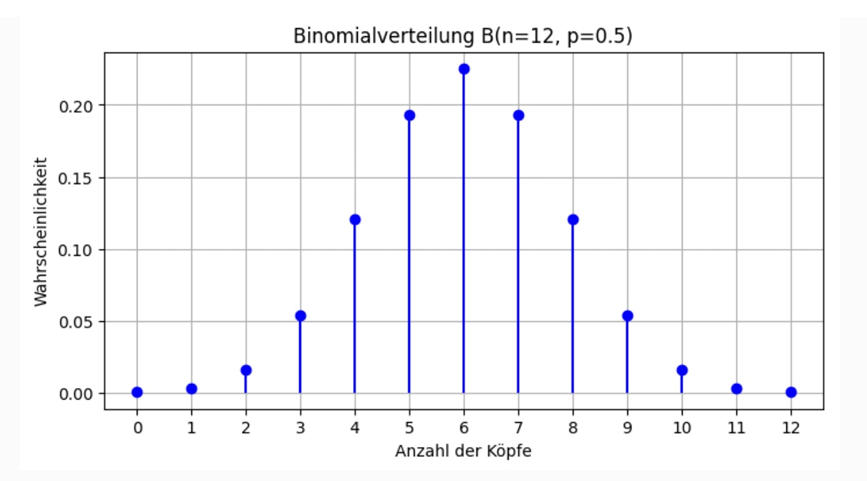 Binomialverteilung B(n=12, p=0.5)
Wahrscheinlichkeit
0.20
0.15
0.10
0.05
0.00
0 1 2 3 4 5 6 7 8 9 10 11 12
Anzahl der Köpfe